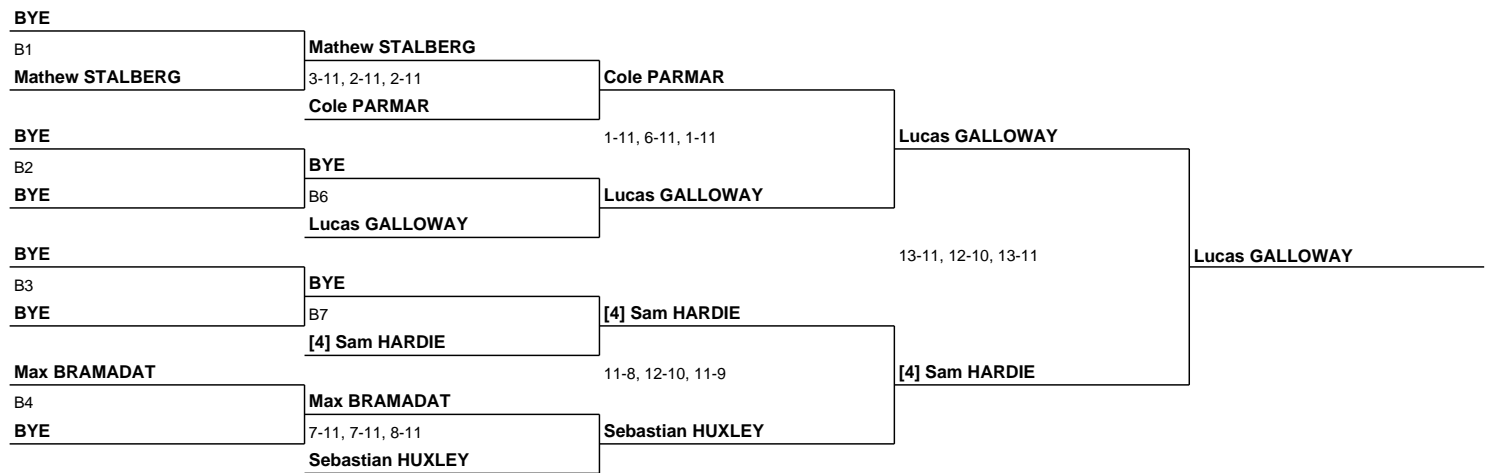 BYE
B1
Mathew STALBERG
Mathew STALBERG
3-11, 2-11, 2-11
Cole PARMAR
Cole PARMAR
1-11, 6-11, 1-11
Lucas GALLOWAY
BYE
B2
BYE
BYE
B6
Lucas GALLOWAY
Lucas GALLOWAY
13-11, 12-10, 13-11
Lucas GALLOWAY
BYE
B3
BYE
BYE
B7
[4] Sam HARDIE
[4] Sam HARDIE
11-8, 12-10, 11-9
[4] Sam HARDIE
Max BRAMADAT
B4
BYE
Max BRAMADAT
7-11, 7-11, 8-11
Sebastian HUXLEY
Sebastian HUXLEY